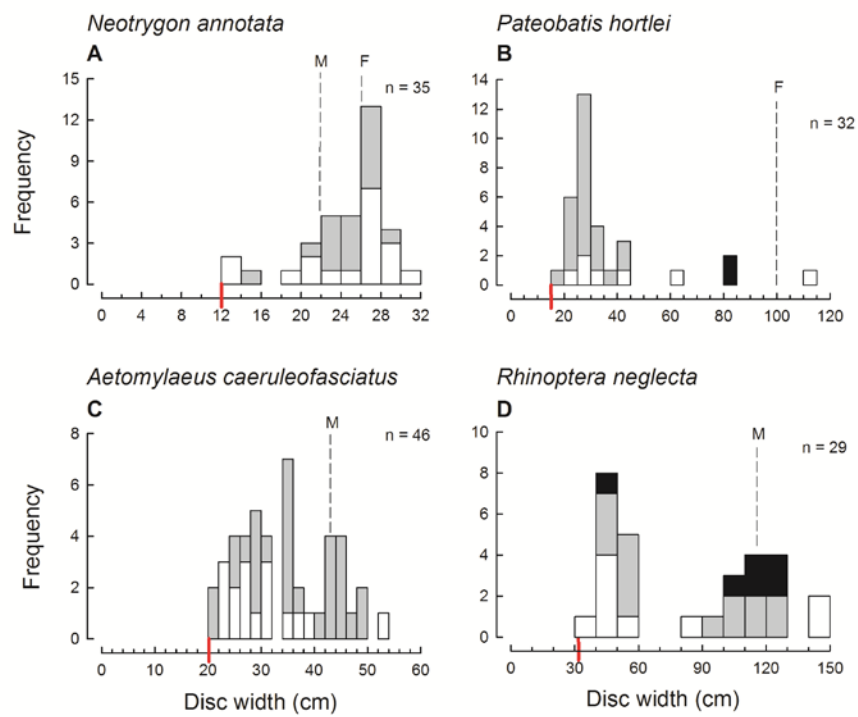 Neotrygon annotata
A
M F
n = 35
15
12
9
6
3
0
Frequency
0 4 8 12 16 20 24 28 32
Pateobatis hortlei
B
F
n = 32
14
12
10
8
6
4
2
0
0 20 40 60 80 100 120
Aetomylaeus caeruleofasciatus
C
M
n = 46
8
6
4
2
0
Frequency
0 10 20 30 40 50 60
Disc width (cm)
Rhinoptera neglecta
D
M
n = 29
10
8
6
4
2
0
0 30 60 90 120 150
Disc width (cm)